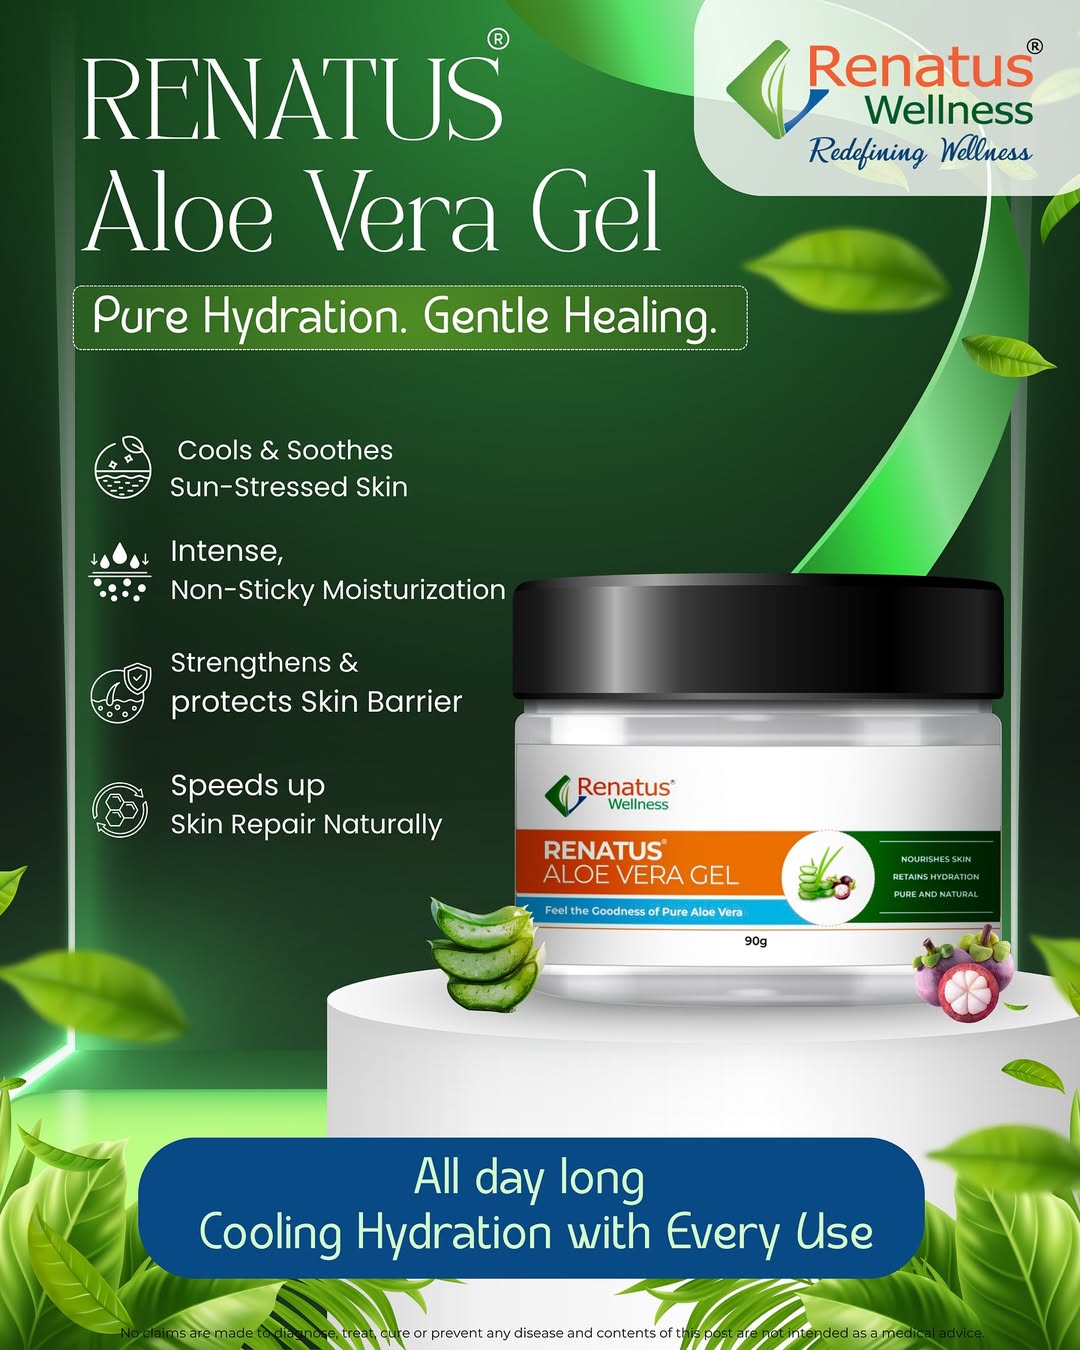 RENATUS®
Aloe Vera Gel
Pure Hydration. Gentle Healing.
Renatus®
Wellness
Redefining Wellness
Cools & Soothes
Sun-Stressed Skin
Intense,
Non-Sticky Moisturization
Strengthens &
protects Skin Barrier
Speeds up
Skin Repair Naturally
Renatus®
Wellness
RENATUS®
ALOE VERA GEL
Feel the Goodness of Pure Aloe Vera
NOURISHES SKIN
RETAINS HYDRATION
PURE AND NATURAL
90g
All day long
Cooling Hydration with Every Use
No claims are made to diagnose, treat, cure or prevent any disease and contents of this post are not intended as a medical advice.